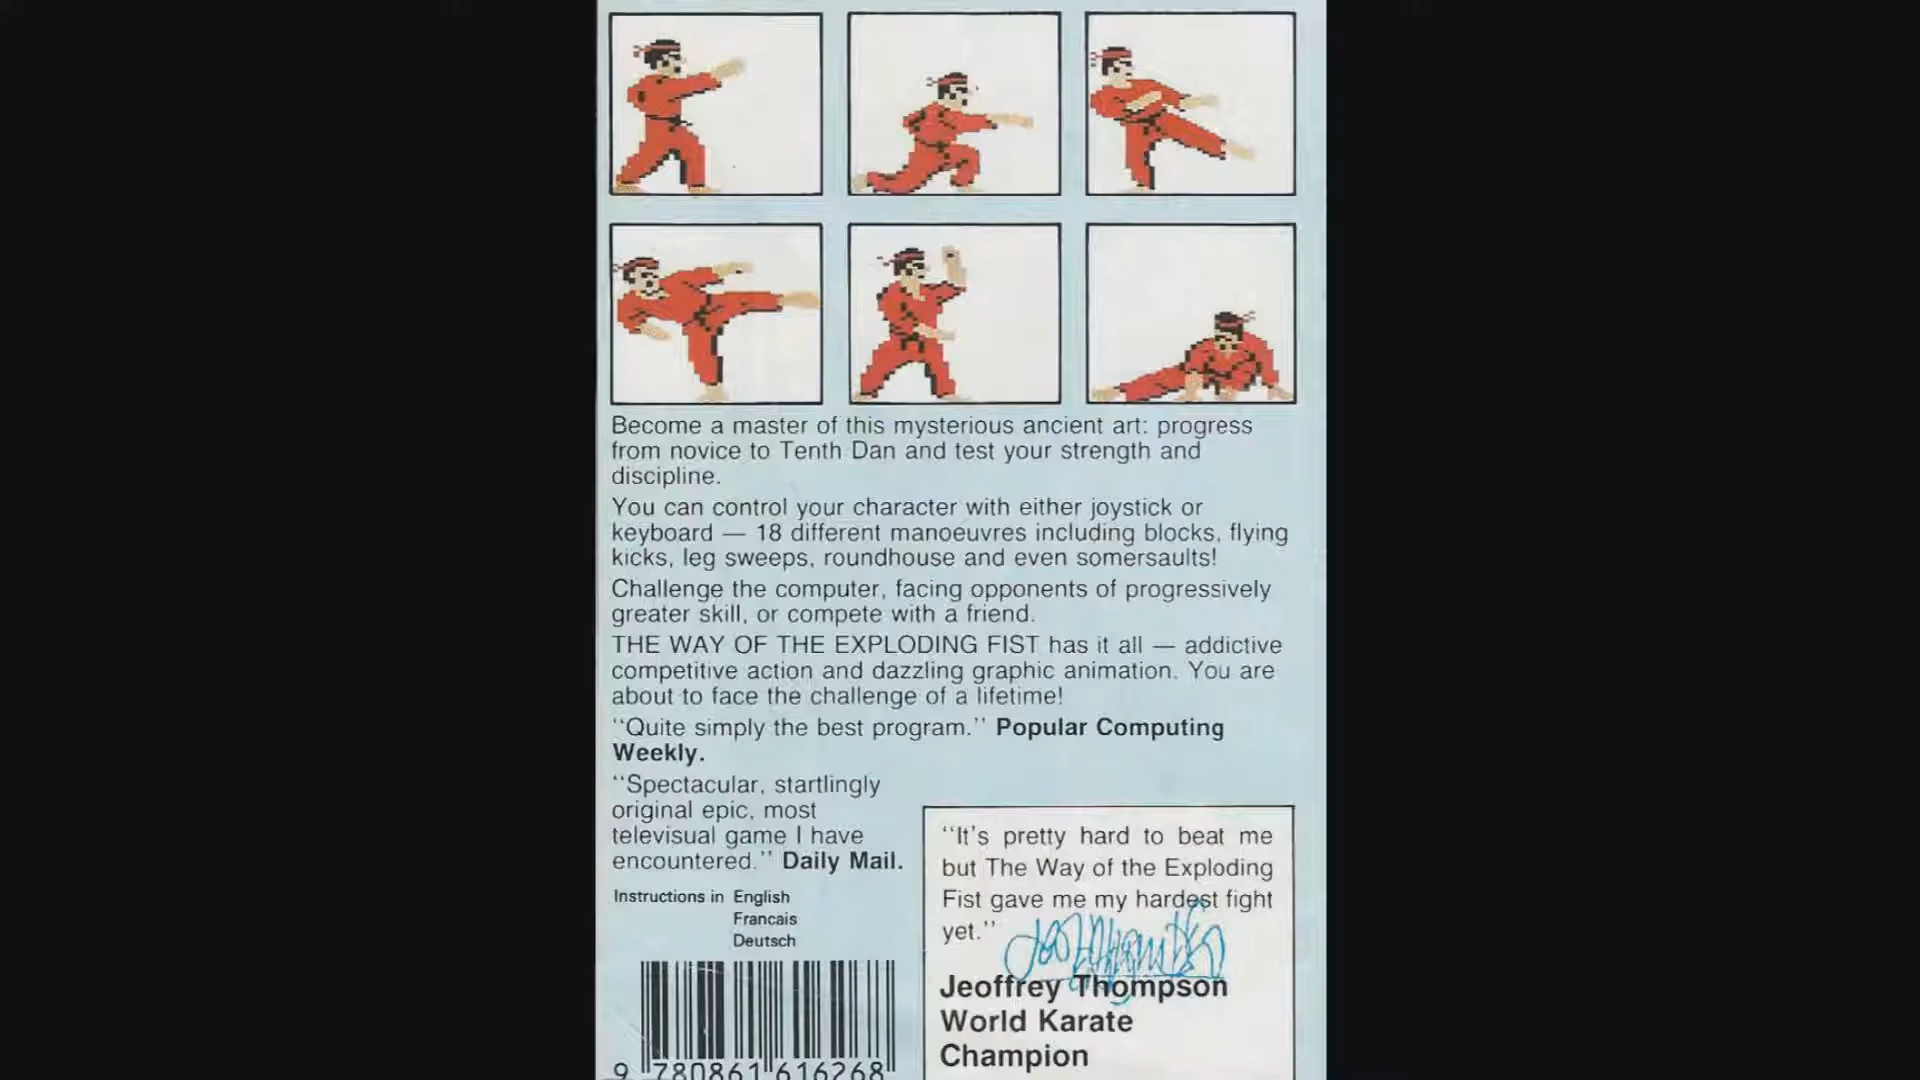 Become a master of this mysterious ancient art: progress
from novice to Tenth Dan and test your strength and
discipline.
You can control your character with either joystick or
keyboard — 18 different manoeuvres including blocks, flying
kicks, leg sweeps, roundhouse and even somersaults!
Challenge the computer, facing opponents of progressively
greater skill, or compete with a friend.
THE WAY OF THE EXPLODING FIST has it all — addictive
competitive action and dazzling graphic animation. You are
about to face the challenge of a lifetime!
"Quite simply the best program." Popular Computing
Weekly.
"Spectacular, startlingly
original epic, most
televisual game I have
encountered." Daily Mail.
Instructions in English
Francais
Deutsch
9 780861 616268
"It's pretty hard to beat me
but The Way of the Exploding
Fist gave me my hardest fight
yet."
Jeoffrey Thompson
World Karate
Champion